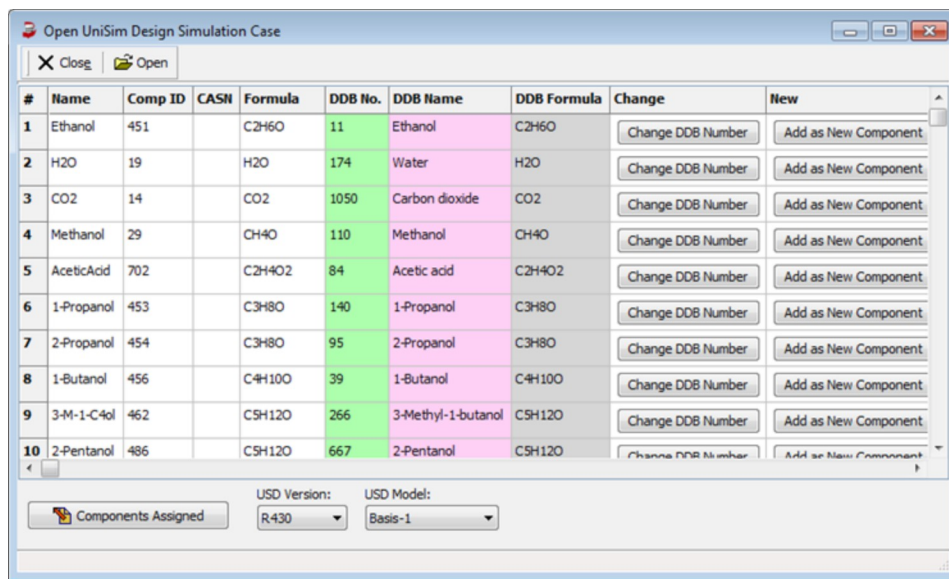 Open UniSim Design Simulation Case
Close Open
# Name Comp ID CASN Formula DDB No. DDB Name DDB Formula Change New
1 Ethanol 451 C2H6O 11 Ethanol C2H6O Change DDB Number Add as New Component
2 H2O 19 H2O 174 Water H2O Change DDB Number Add as New Component
3 CO2 14 CO2 1050 Carbon dioxide CO2 Change DDB Number Add as New Component
4 Methanol 29 CH4O 110 Methanol CH4O Change DDB Number Add as New Component
5 AceticAcid 702 C2H4O2 84 Acetic acid C2H4O2 Change DDB Number Add as New Component
6 1-Propanol 453 C3H8O 140 1-Propanol C3H8O Change DDB Number Add as New Component
7 2-Propanol 454 C3H8O 95 2-Propanol C3H8O Change DDB Number Add as New Component
8 1-Butanol 456 C4H10O 39 1-Butanol C4H10O Change DDB Number Add as New Component
9 3-M-1-C4ol 462 C5H12O 266 3-Methyl-1-butanol C5H12O Change DDB Number Add as New Component
10 2-Pentanol 486 C5H12O 667 2-Pentanol C5H12O Change DDB Number Add as New Component
USD Version: USD Model:
Components Assigned R430 Basis-1